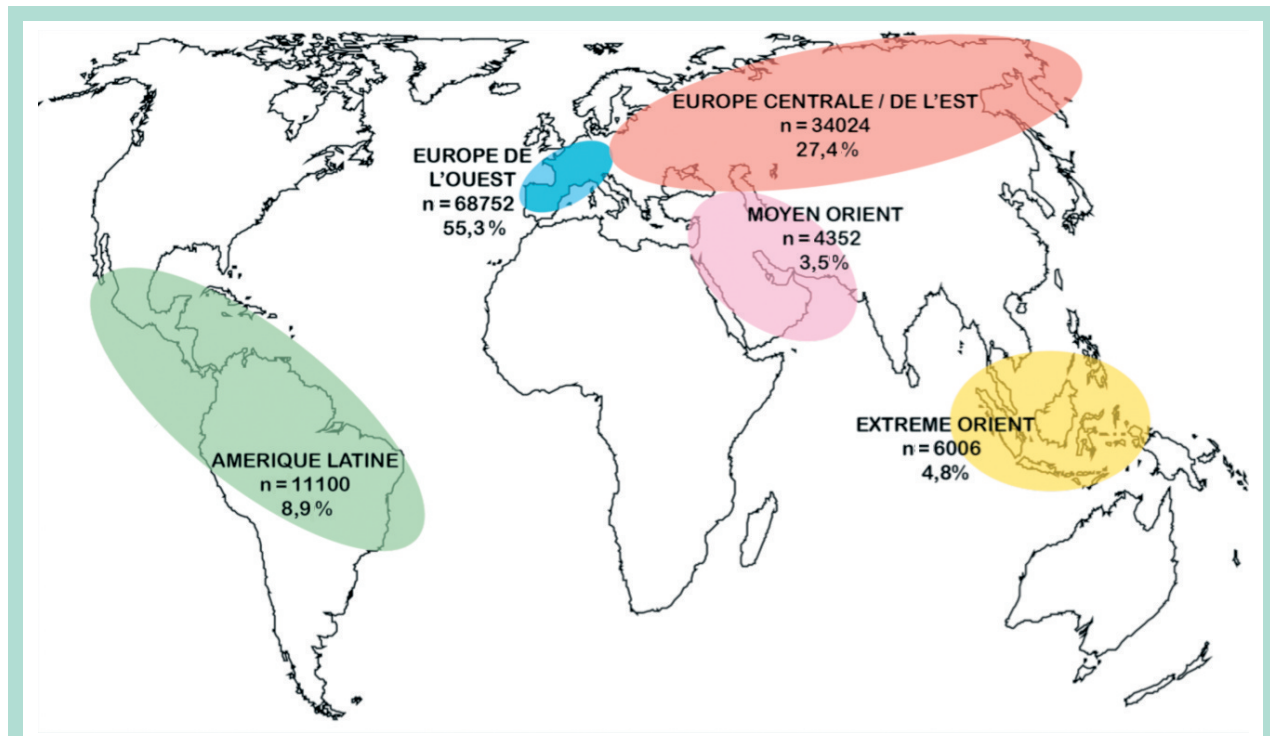 EUROPE CENTRALE / DE L'EST
n = 34024
27,4 %
EUROPE DE
L'OUEST
n = 68752
55,3 %
MOYEN ORIENT
n = 4352
3,5 %
EXTREME ORIENT
n = 6006
4,8%
AMERIQUE LATINE
n = 11100
8,9 %